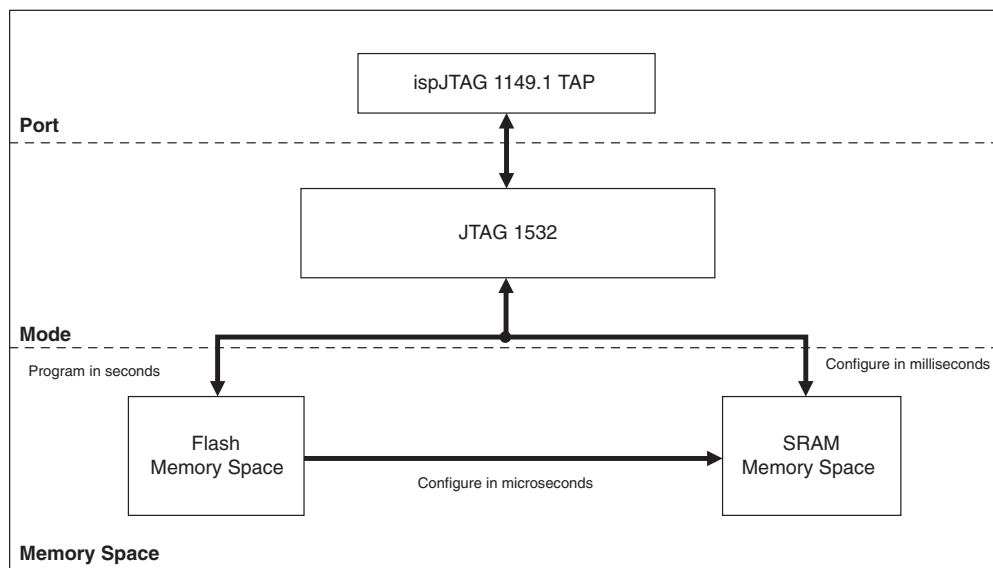 ispJTAG 1149.1 TAP
Port
JTAG 1532
Mode
Program in seconds
Configure in milliseconds
Flash
Memory Space
SRAM
Memory Space
Configure in microseconds
Memory Space